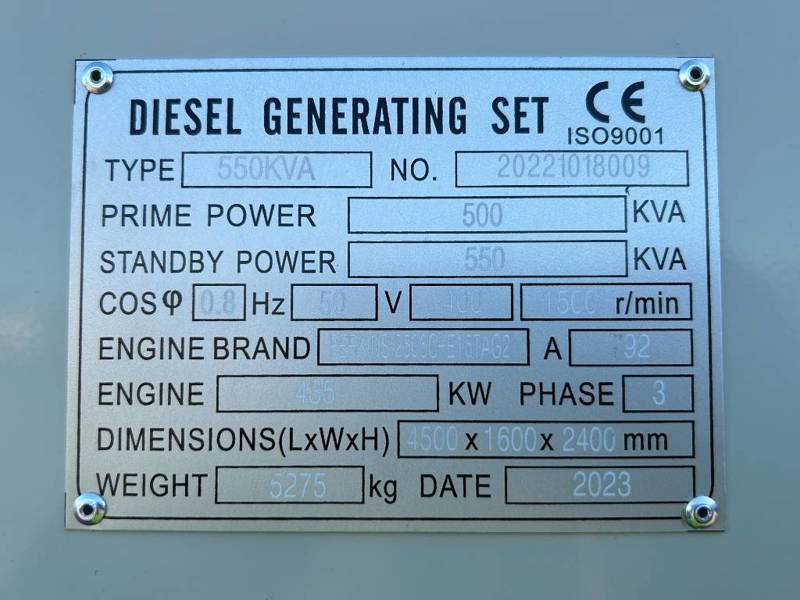 DIESEL GENERATING SET CE
ISO9001
TYPE 550KVA NO. 20221018009
PRIME POWER 500 KVA
STANDBY POWER 550 KVA
COSφ 0.8 Hz 50 V 400 1500 r/min
ENGINE BRAND A 92
ENGINE 435 KW PHASE 3
DIMENSIONS(LxWxH) 4500 x 1600 x 2400 mm
WEIGHT 5275 kg DATE 2023